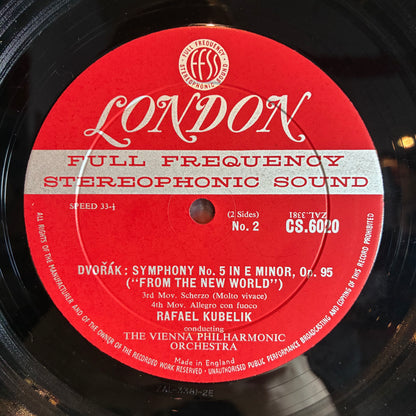 FULL FREQUENCY
FFSS
STEREOPHONIC SOUND
LONDON
FULL FREQUENCY
STEREOPHONIC SOUND
SPEED 33-⅓
(2 Sides)
No. 2
ZAL.3381
CS.6020
DVOŘÁK: SYMPHONY No. 5 IN E MINOR, Op. 95
("FROM THE NEW WORLD")
3rd Mov. Scherzo (Molto vivace)
4th Mov. Allegro con fuoco
RAFAEL KUBELIK
conducting
THE VIENNA PHILHARMONIC
ORCHESTRA
Made in England
ALL RIGHTS OF THE MANUFACTURER AND OF THE OWNER OF THE RECORDED WORK RESERVED · UNAUTHORISED PUBLIC PERFORMANCE BROADCASTING AND COPYING OF THIS RECORD PROHIBITED